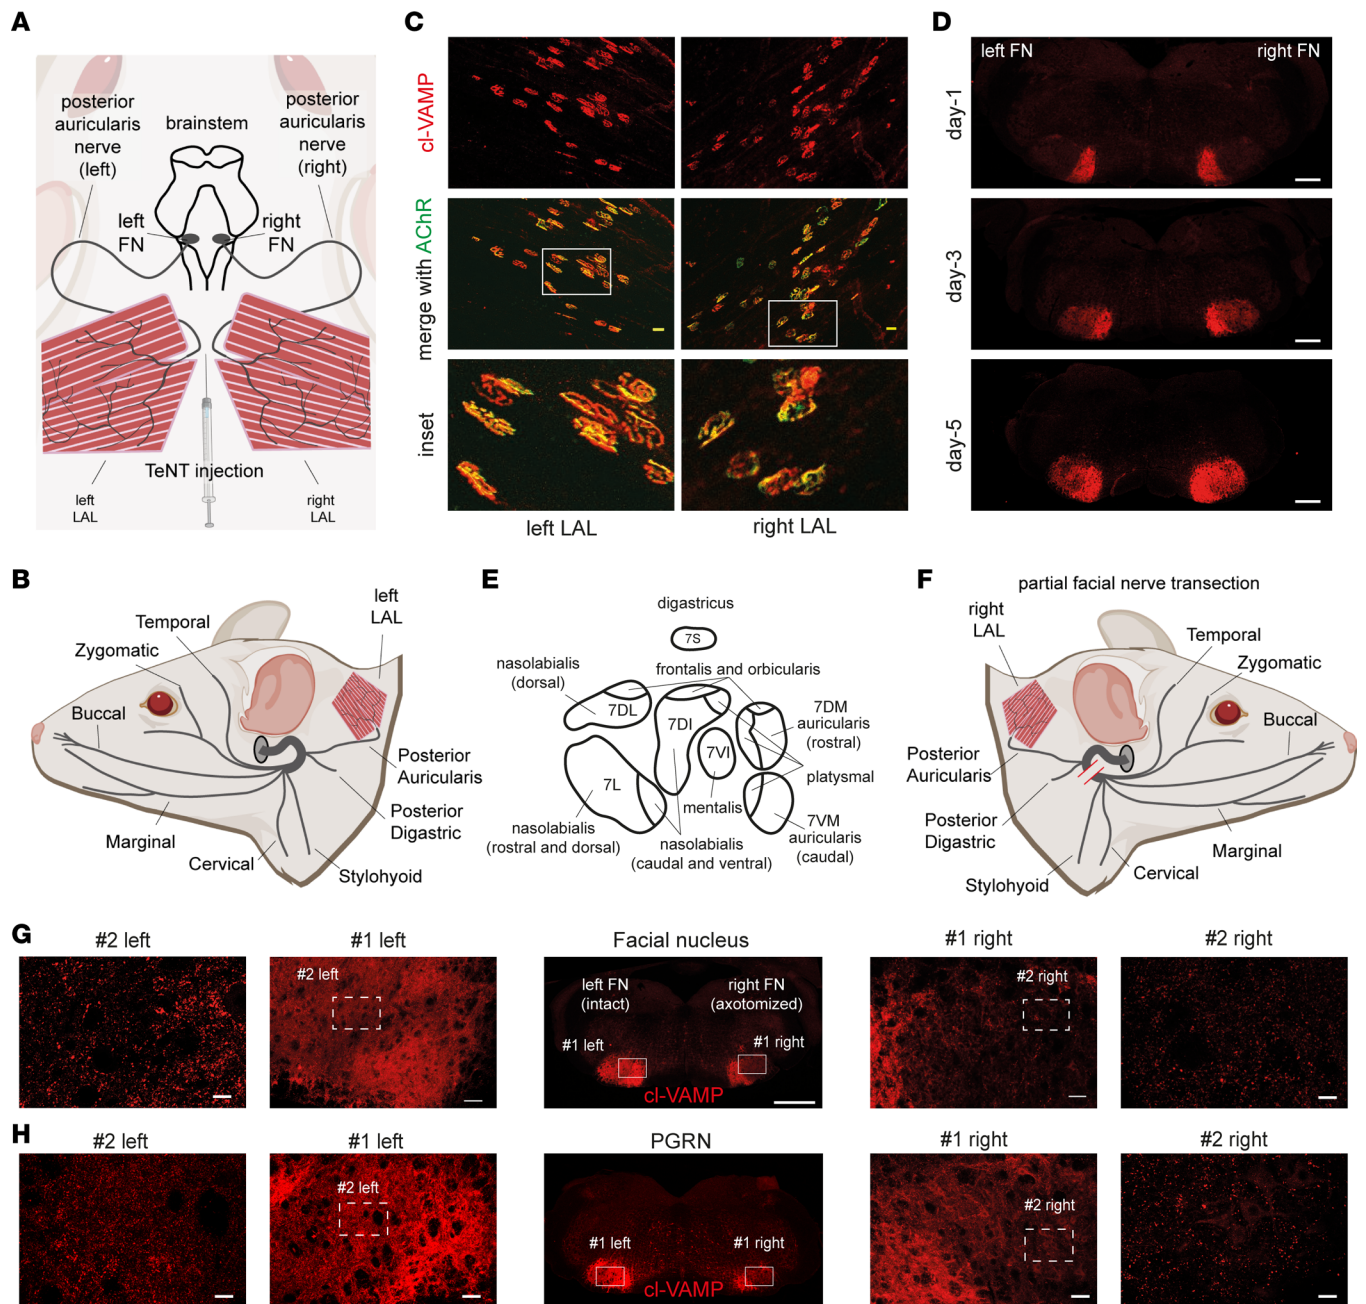 A
posterior
auricularis
nerve
(left)
brainstem
posterior
auricularis
nerve
(right)
left
FN
right
FN
TeNT injection
left
LAL
right
LAL
C
cl-VAMP
merge with AChR
inset
left LAL
right LAL
D
left FN
right FN
day-1
day-3
day-5
B
Temporal
Zygomatic
Buccal
left
LAL
Posterior
Auricularis
Posterior
Digastric
Marginal
Cervical
Stylohyoid
E
digastricus
7S
nasolabialis
(dorsal)
frontalis and orbicularis
7DL
7DI
7DM
auricularis
(rostral)
7VI
7L
platysmal
mentalis
nasolabialis
(rostral and dorsal)
nasolabialis
(caudal and ventral)
7VM
auricularis
(caudal)
F
partial facial nerve transection
right
LAL
Temporal
Zygomatic
Buccal
Posterior
Auricularis
Posterior
Digastric
Marginal
Stylohyoid
Cervical
G
#2 left
#1 left
#2 left
Facial nucleus
left FN
(intact)
right FN
(axotomized)
#1 left
#1 right
cl-VAMP
#1 right
#2 right
#2 right
H
#2 left
#1 left
#2 left
PGRN
#1 left
#1 right
cl-VAMP
#1 right
#2 right
#2 right